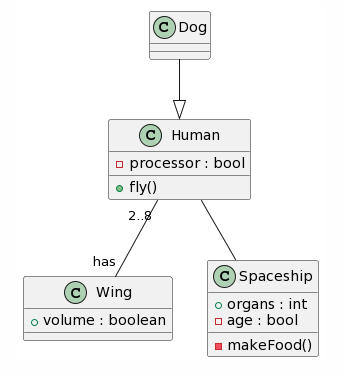 C Dog
C Human
processor : bool
fly()
2..8
has
C Wing
volume : boolean
C Spaceship
organs : int
age : bool
makeFood()